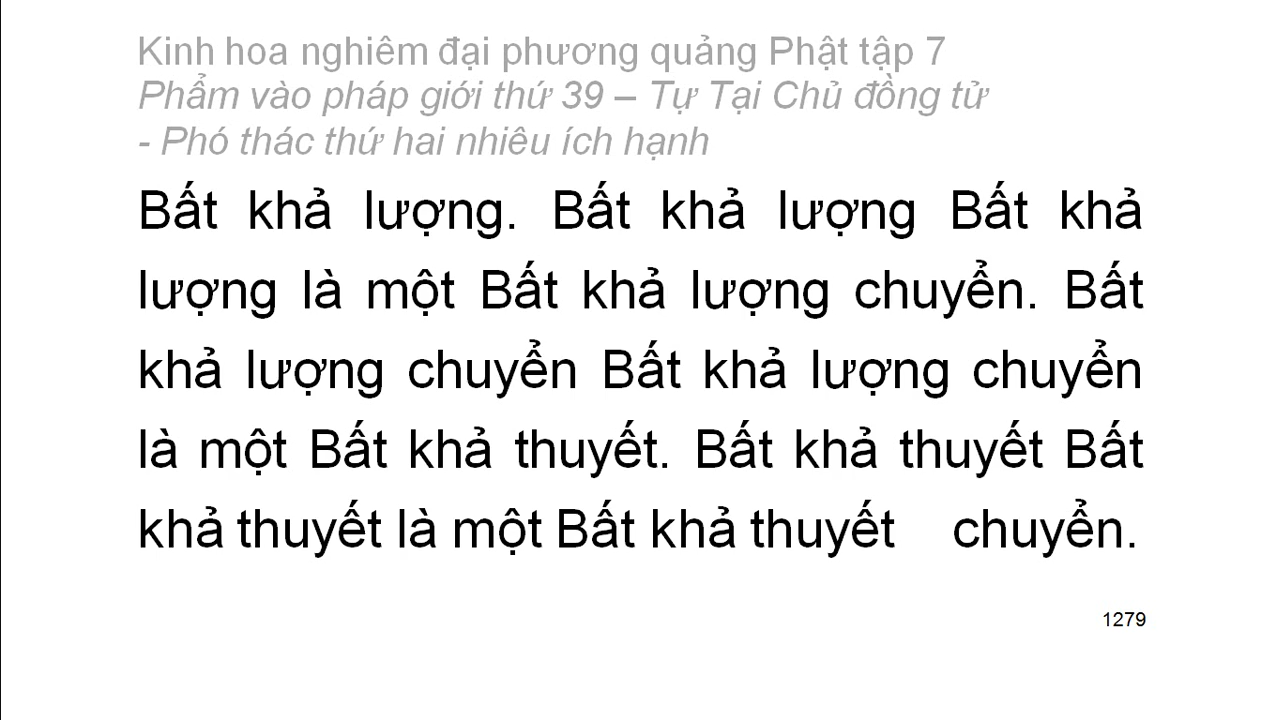 Kinh hoa nghiêm đại phương quảng Phật tập 7
Phẩm vào pháp giới thứ 39 – Tự Tại Chủ đồng tử
- Phó thác thứ hai nhiêu ích hạnh
Bất khả lượng. Bất khả lượng Bất khả
lượng là một Bất khả lượng chuyển. Bất
khả lượng chuyển Bất khả lượng chuyển
là một Bất khả thuyết. Bất khả thuyết Bất
khả thuyết là một Bất khả thuyết chuyển.
1279